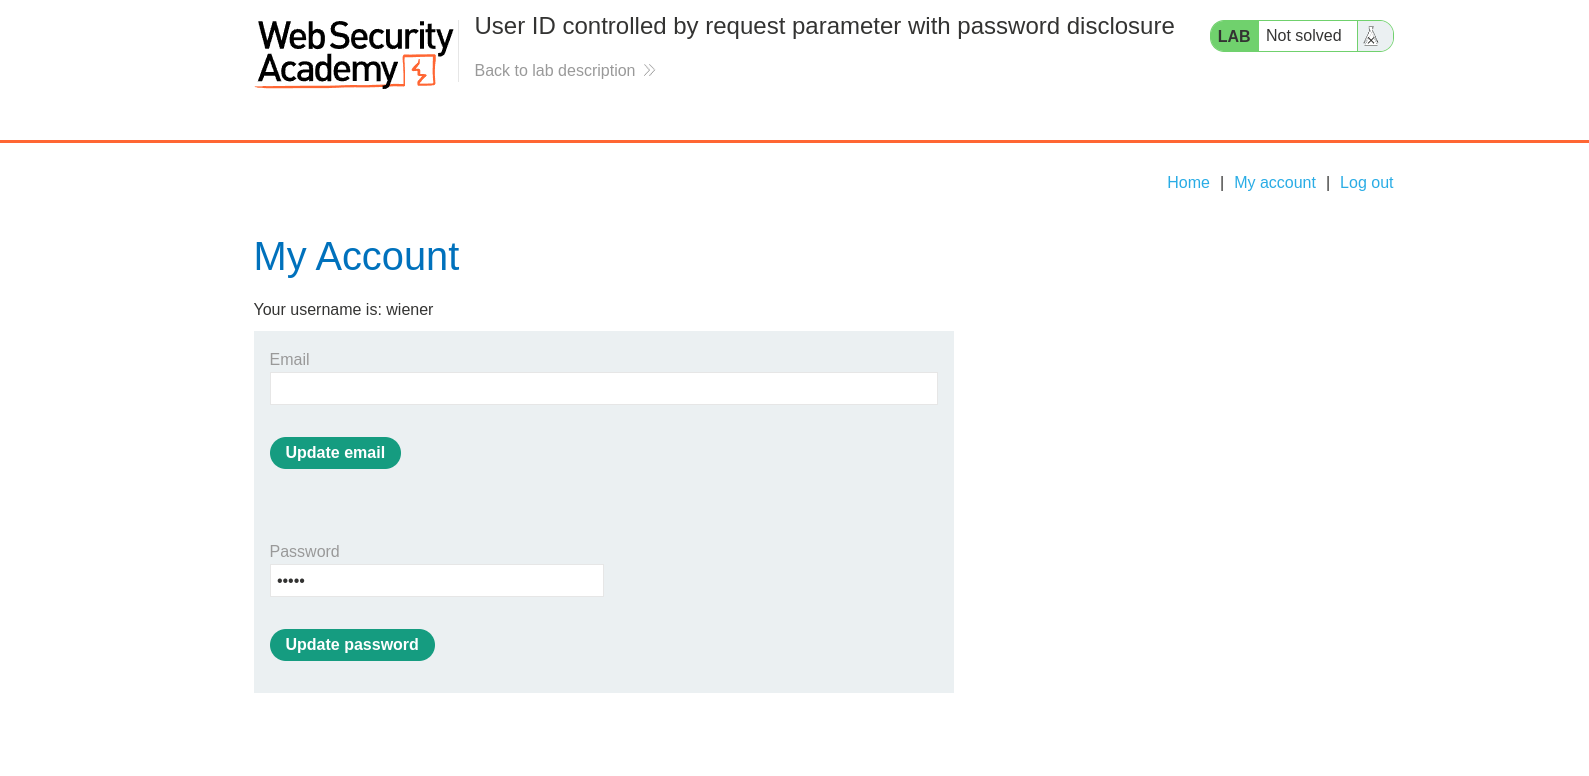 Web Security
Academy
User ID controlled by request parameter with password disclosure
Back to lab description
LAB Not solved
Home | My account | Log out
My Account
Your username is: wiener
Email
Update email
Password
•••••
Update password